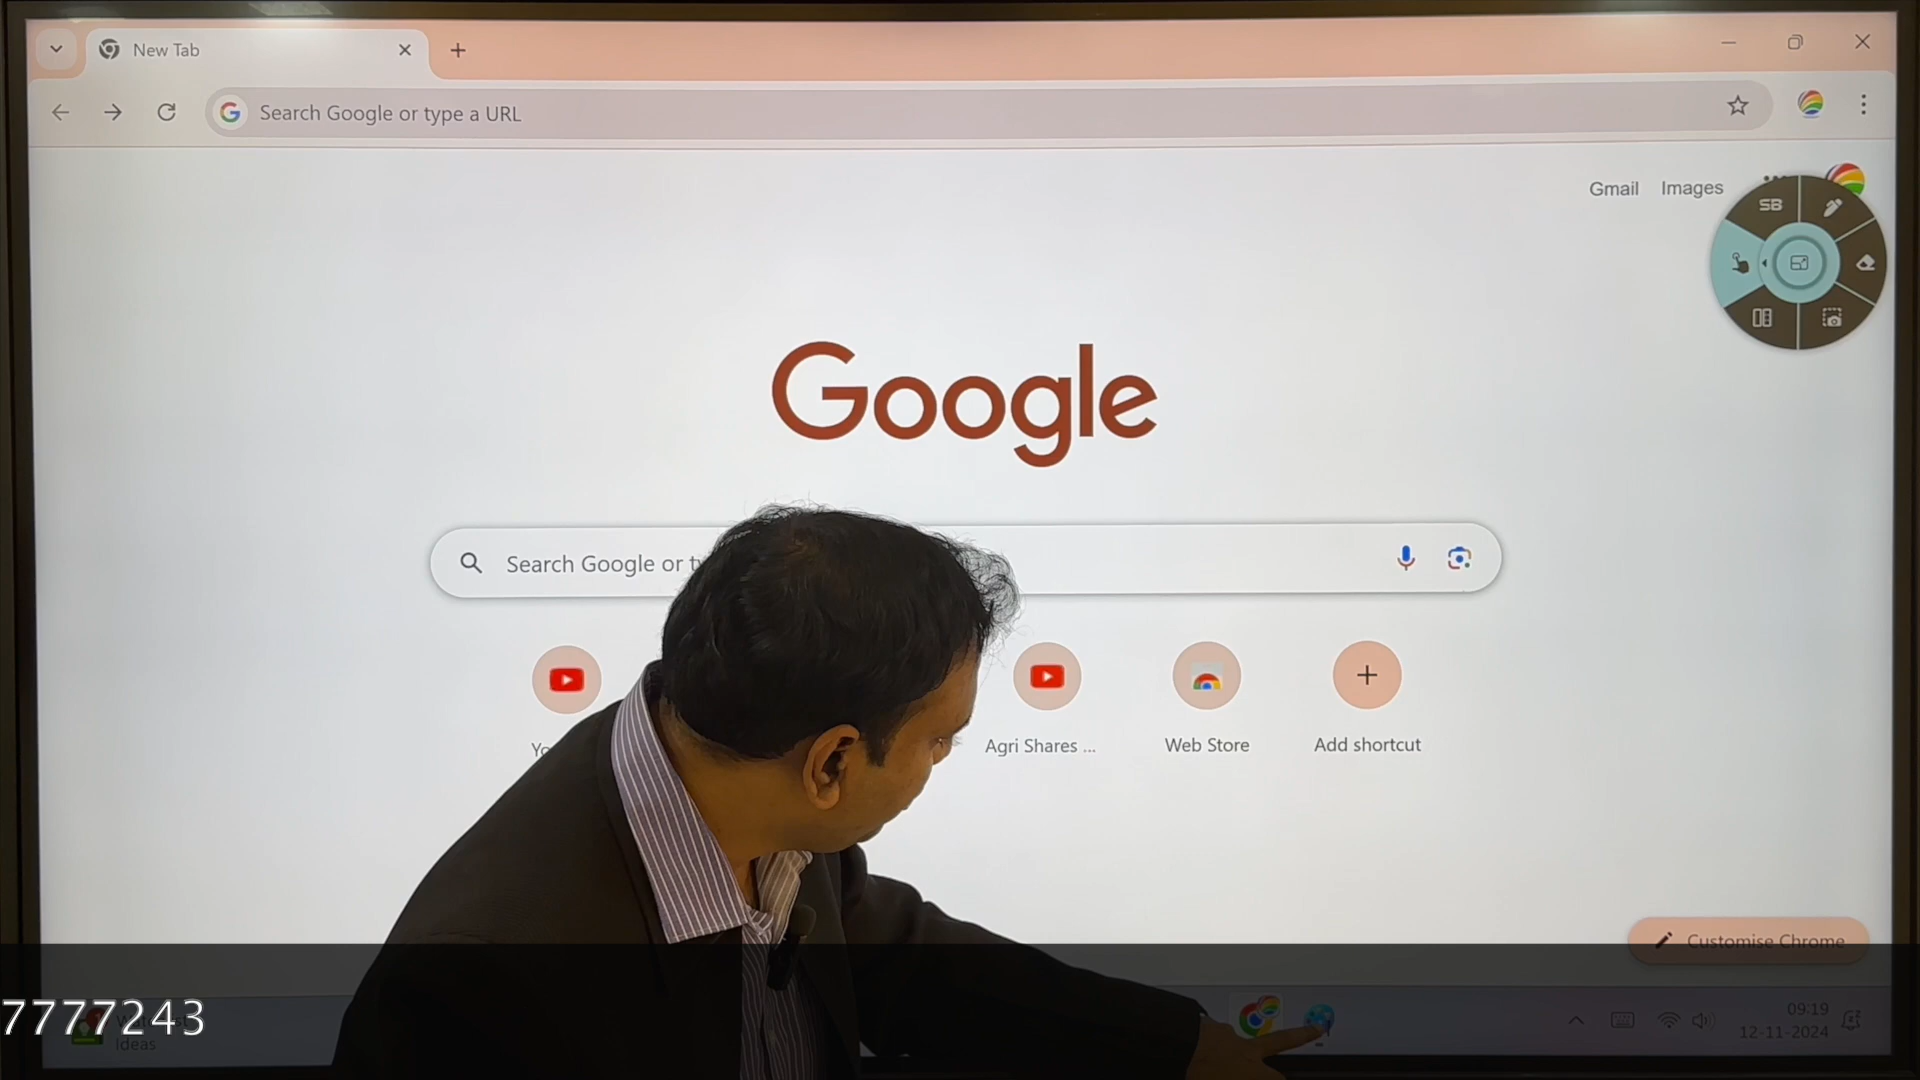 New Tab
Search Google or type a URL
Gmail Images
SB
Google
Search Google or
Agri Shares ...
Web Store
Add shortcut
Customise Chrome
7777243
Ideas
09:19
12-11-2024